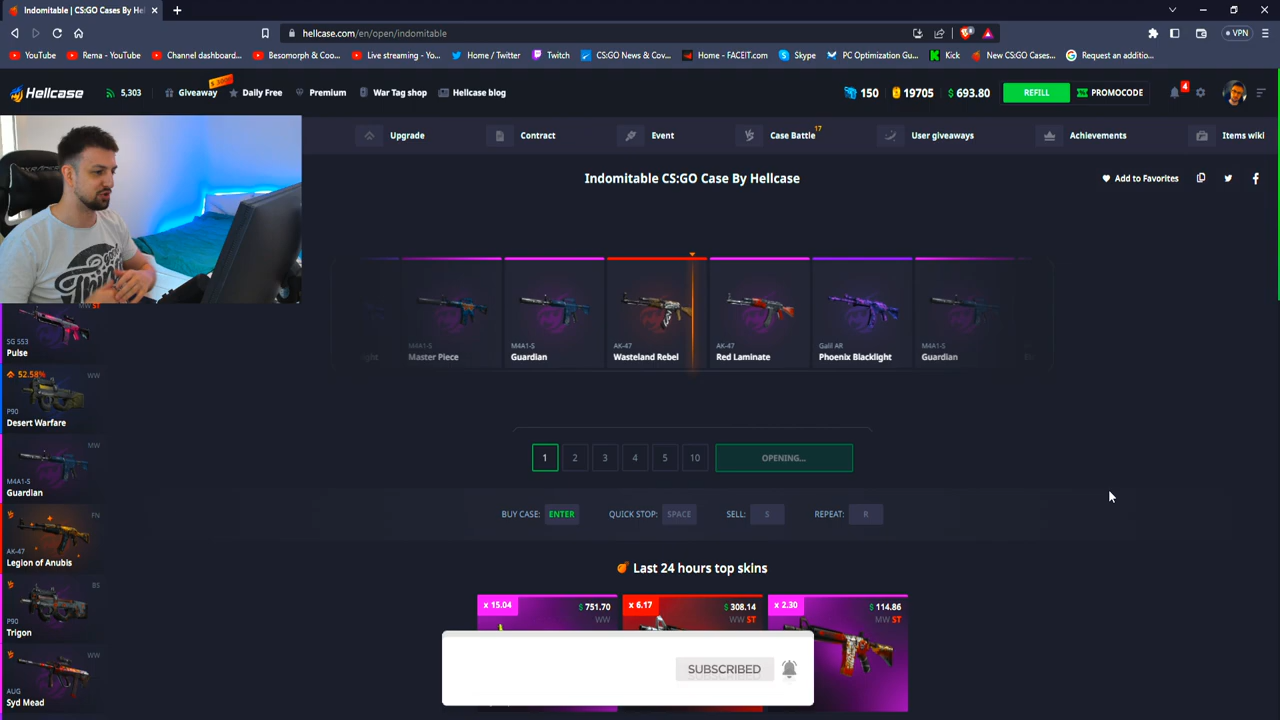 Indomitable | CS:GO Cases By Hel
hellcase.com/en/open/indomitable
VPN
YouTube
Rema - YouTube
Channel dashboard...
Besomorph & Coo...
Live streaming - Yo...
Home / Twitter
Twitch
CS:GO News & Cov...
Home - FACEIT.com
Skype
PC Optimization Gu...
Kick
New CS:GO Cases...
Request an additio...
Hellcase
5,303
Giveaway
Daily Free
Premium
War Tag shop
Hellcase blog
150
19705
$ 693.80
REFILL
PROMOCODE
4
Upgrade
Contract
Event
Case Battle
17
User giveaways
Achievements
Items wiki
Indomitable CS:GO Case By Hellcase
Add to Favorites
M4A1-S
Master Piece
M4A1-S
Guardian
AK-47
Wasteland Rebel
AK-47
Red Laminate
Galil AR
Phoenix Blacklight
M4A1-S
Guardian
1
2
3
4
5
10
OPENING...
BUY CASE:
ENTER
QUICK STOP:
SPACE
SELL:
S
REPEAT:
R
Last 24 hours top skins
x 15.04
$ 751.70
WW
x 6.17
$ 308.14
WW ST
x 2.30
$ 114.86
MW ST
SUBSCRIBED
MW ST
SG 553
Pulse
52.58%
WW
P90
Desert Warfare
MW
M4A1-S
Guardian
FN
AK-47
Legion of Anubis
BS
P90
Trigon
WW
AUG
Syd Mead